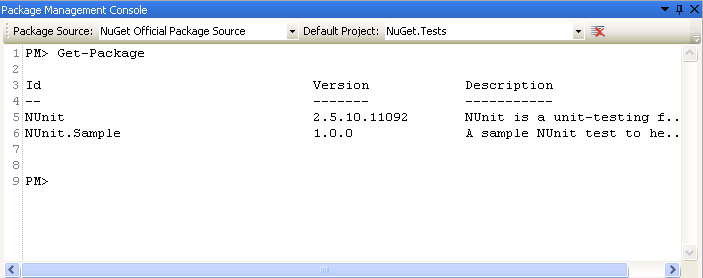 Package Management Console
Package Source: NuGet Official Package Source Default Project: NuGet.Tests
1 PM> Get-Package
2
3 Id Version Description
4 -- ------- -----------
5 NUnit 2.5.10.11092 NUnit is a unit-testing f...
6 NUnit.Sample 1.0.0 A sample NUnit test to he...
7
8
9 PM>